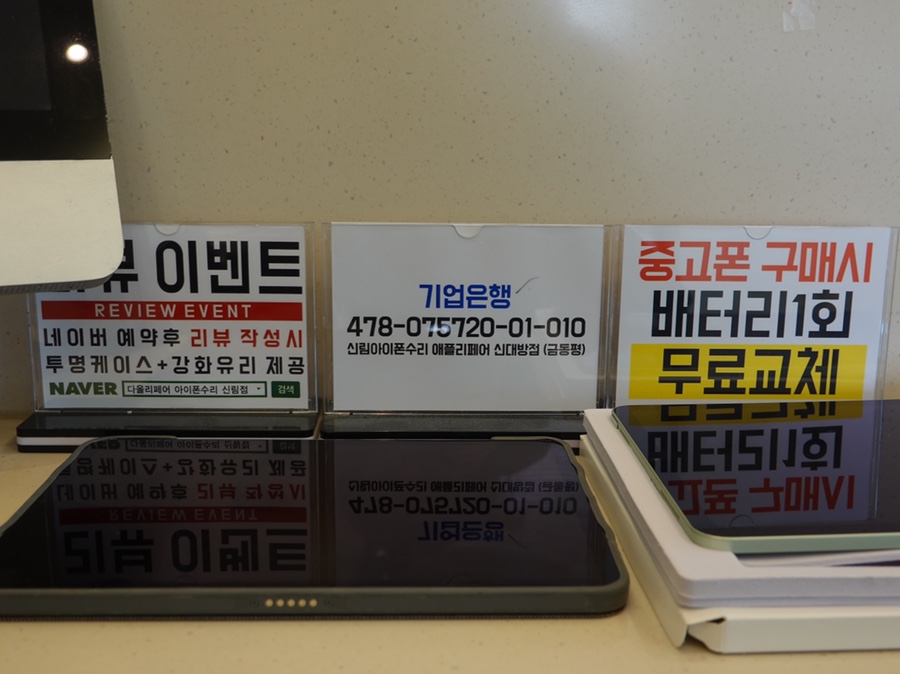 리뷰 이벤트
REVIEW EVENT
네이버 예약후 리뷰 작성시
투명케이스+강화유리 제공
NAVER 다올리페어 아이폰수리 신림점 검색
기업은행
478-075720-01-010
신림아이폰수리 애플리페어 신대방점 (금동평)
중고폰 구매시
배터리1회
무료교체